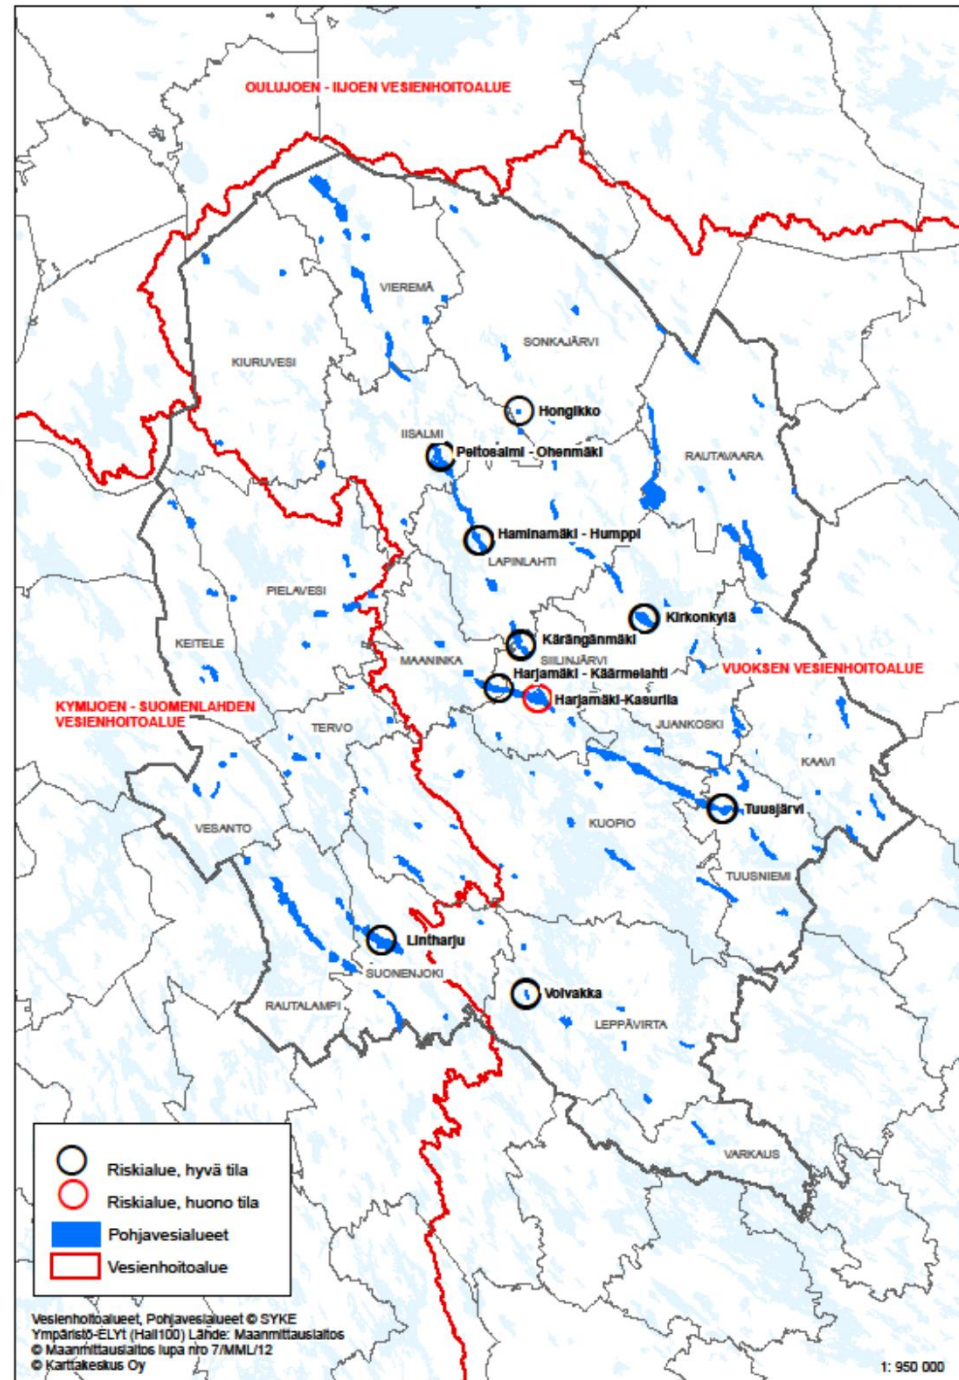 OULUJOEN - IIJOEN VESIENHOITOALUE
VIEREMÄ
SONKAJÄRVI
KIURUVESI
Hongikko
IISALMI
Peltosalmi - Ohenmäki
RAUTAVAARA
Haminamäki - Humppi
LAPINLAHTI
PIELAVESI
Kirkonkylä
KEITELE
Kärängänmäki
MAANINKA
SIILINJÄRVI
VUOKSEN VESIENHOITOALUE
Harjamäki - Käärmelahti
Harjamäki-Kasurila
KYMIJOEN - SUOMENLAHDEN
VESIENHOITOALUE
TERVO
JUANKOSKI
KAAVI
Tuusjärvi
VESANTO
KUOPIO
TUUSNIEMI
Lintharju
SUONENJOKI
RAUTALAMPI
Voivakka
LEPPÄVIRTA
VARKAUS
Riskialue, hyvä tila
Riskialue, huono tila
Pohjavesialueet
Vesienhoitoalue
Vesienhoitoalueet, Pohjavesialueet © SYKE
Ympäristö-ELYt (Hall100) Lähde: Maanmittauslaitos
© Maanmittauslaitos lupa nro 7/MML/12
© Karttakeskus Oy
1: 950 000